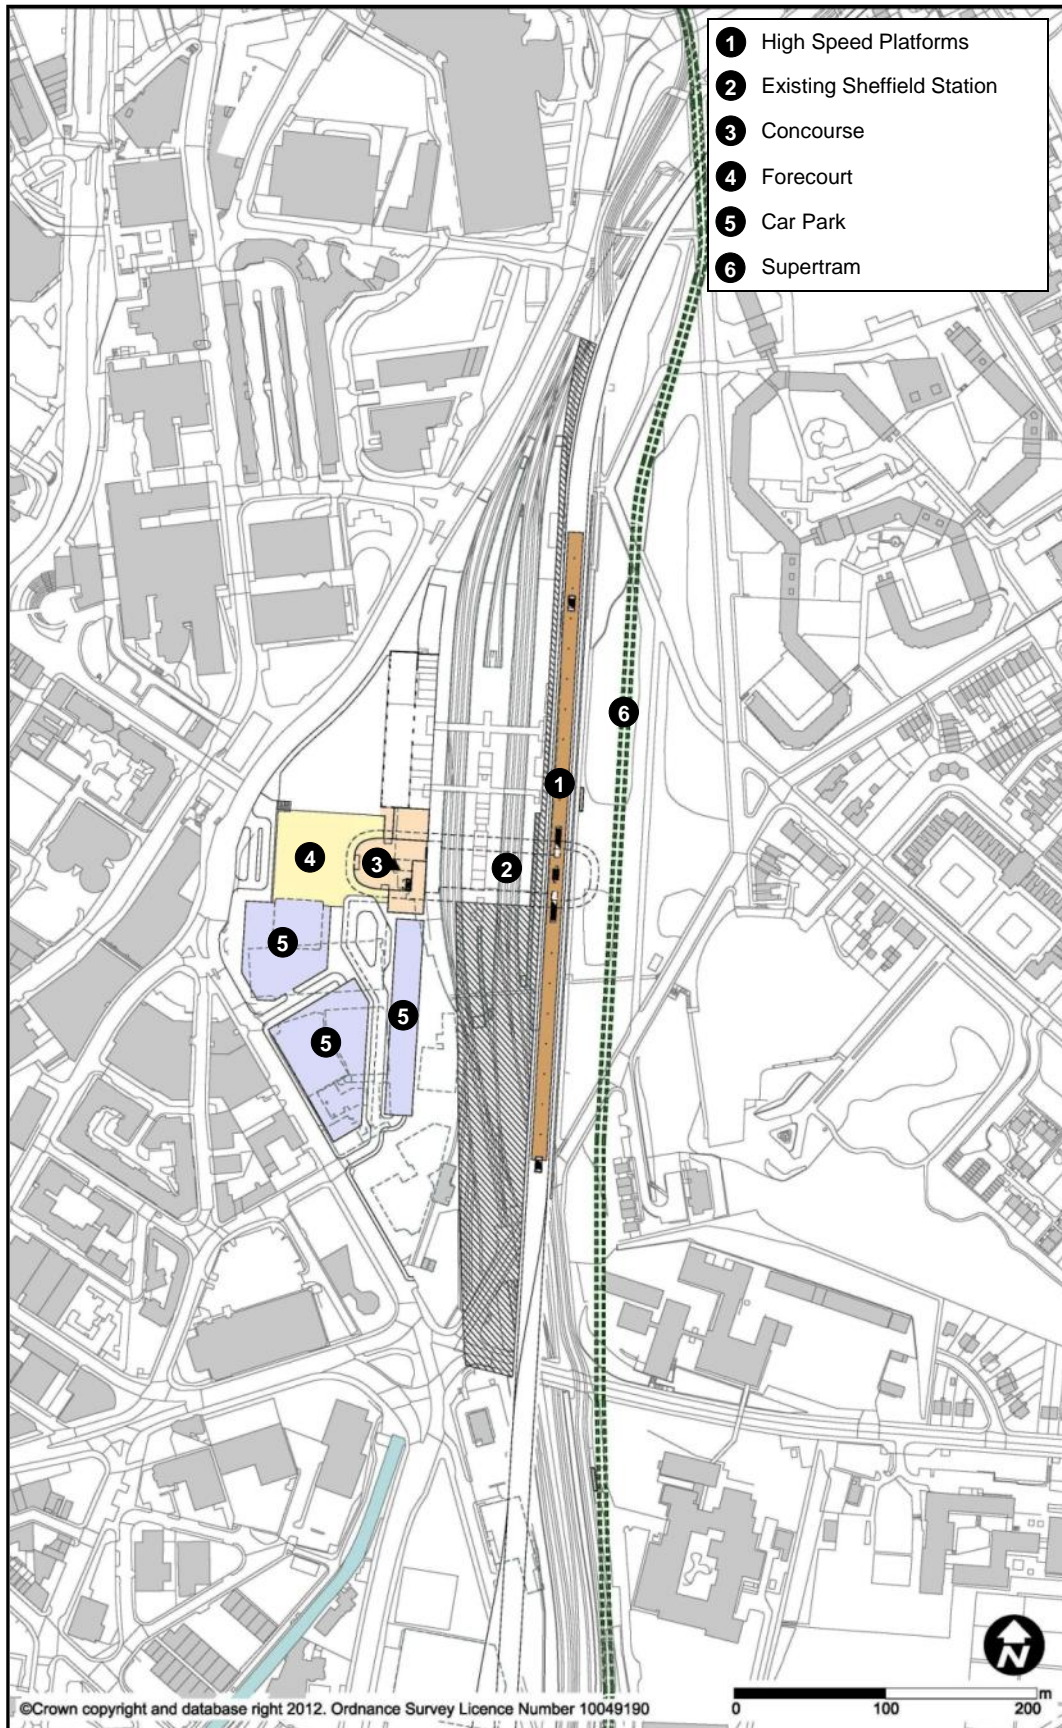 1 High Speed Platforms
2 Existing Sheffield Station
3 Concourse
4 Forecourt
5 Car Park
6 Supertram
6
1
4
3
2
5
5
5
N
©Crown copyright and database right 2012. Ordnance Survey Licence Number 10049190
0 100 200 m